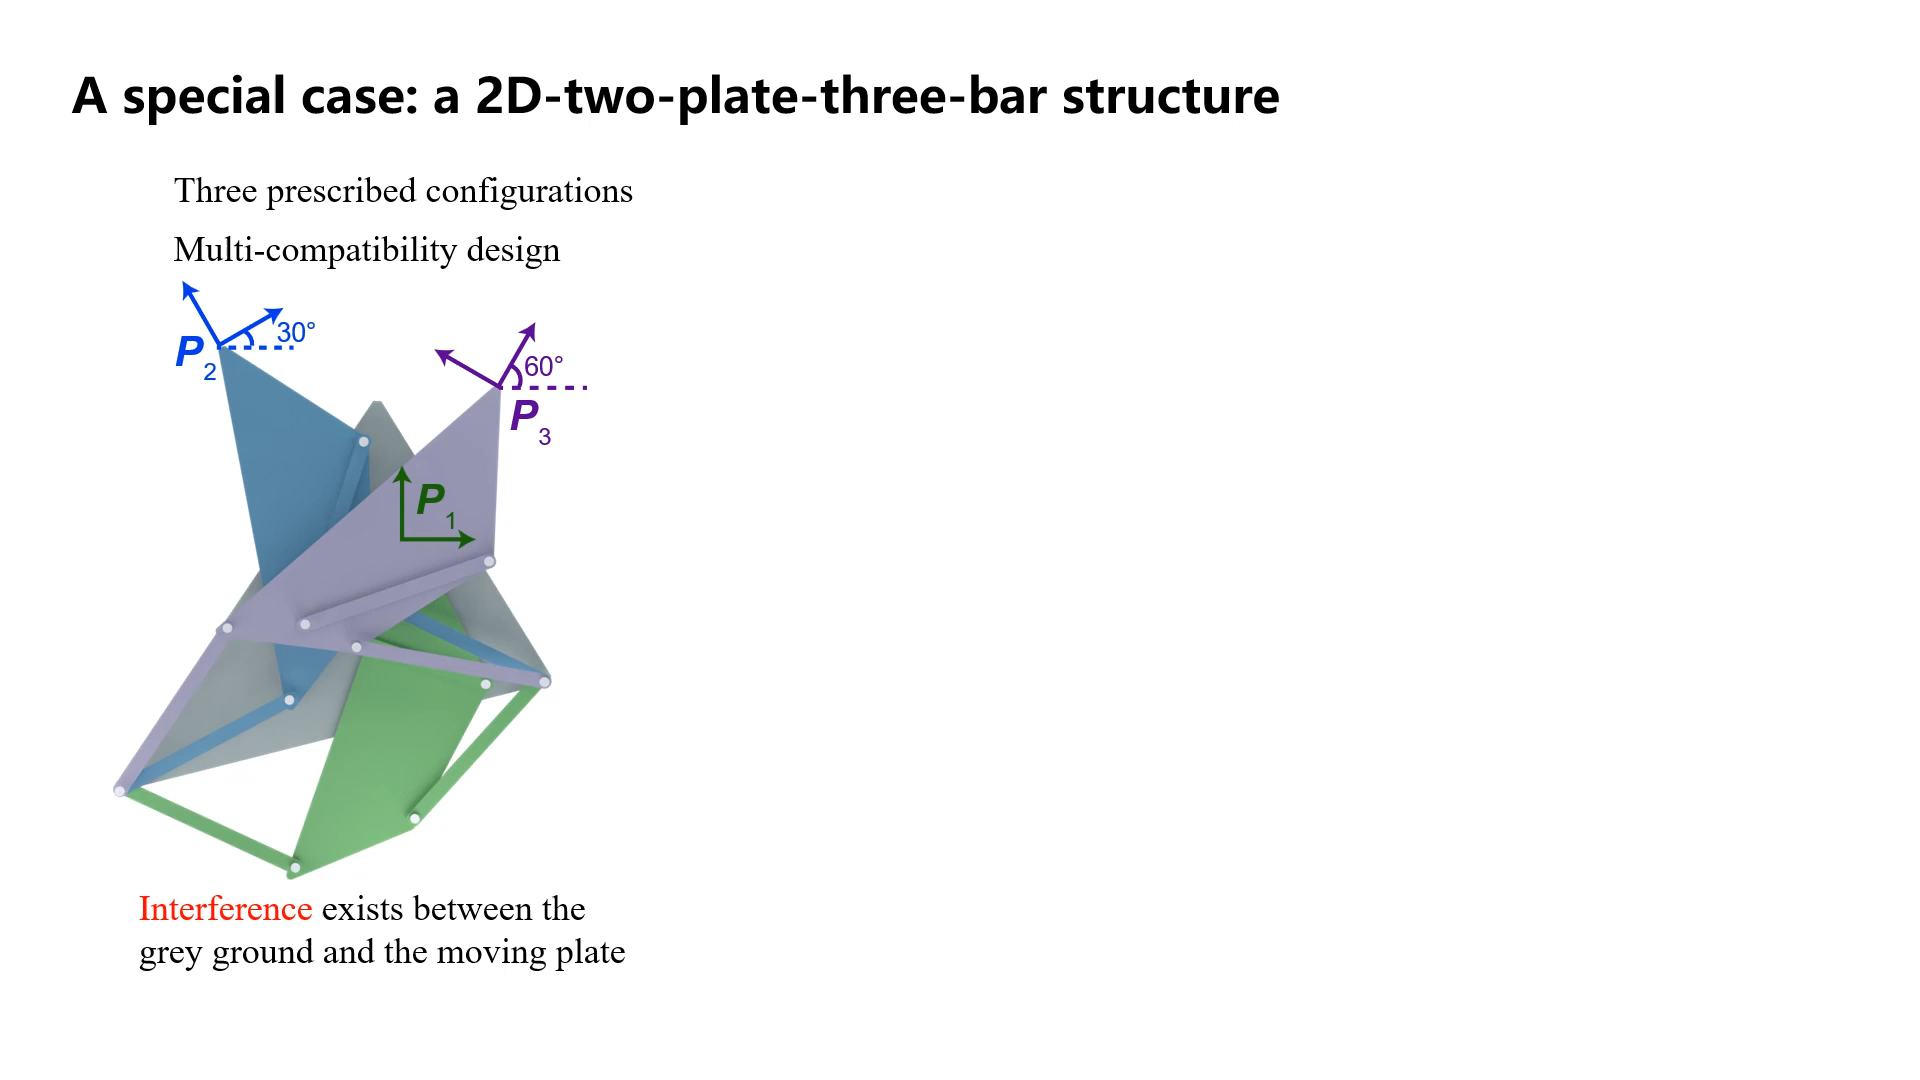 A special case: a 2D-two-plate-three-bar structure
Three prescribed configurations
Multi-compatibility design
30°
P2
60°
P3
P1
Interference exists between the
grey ground and the moving plate